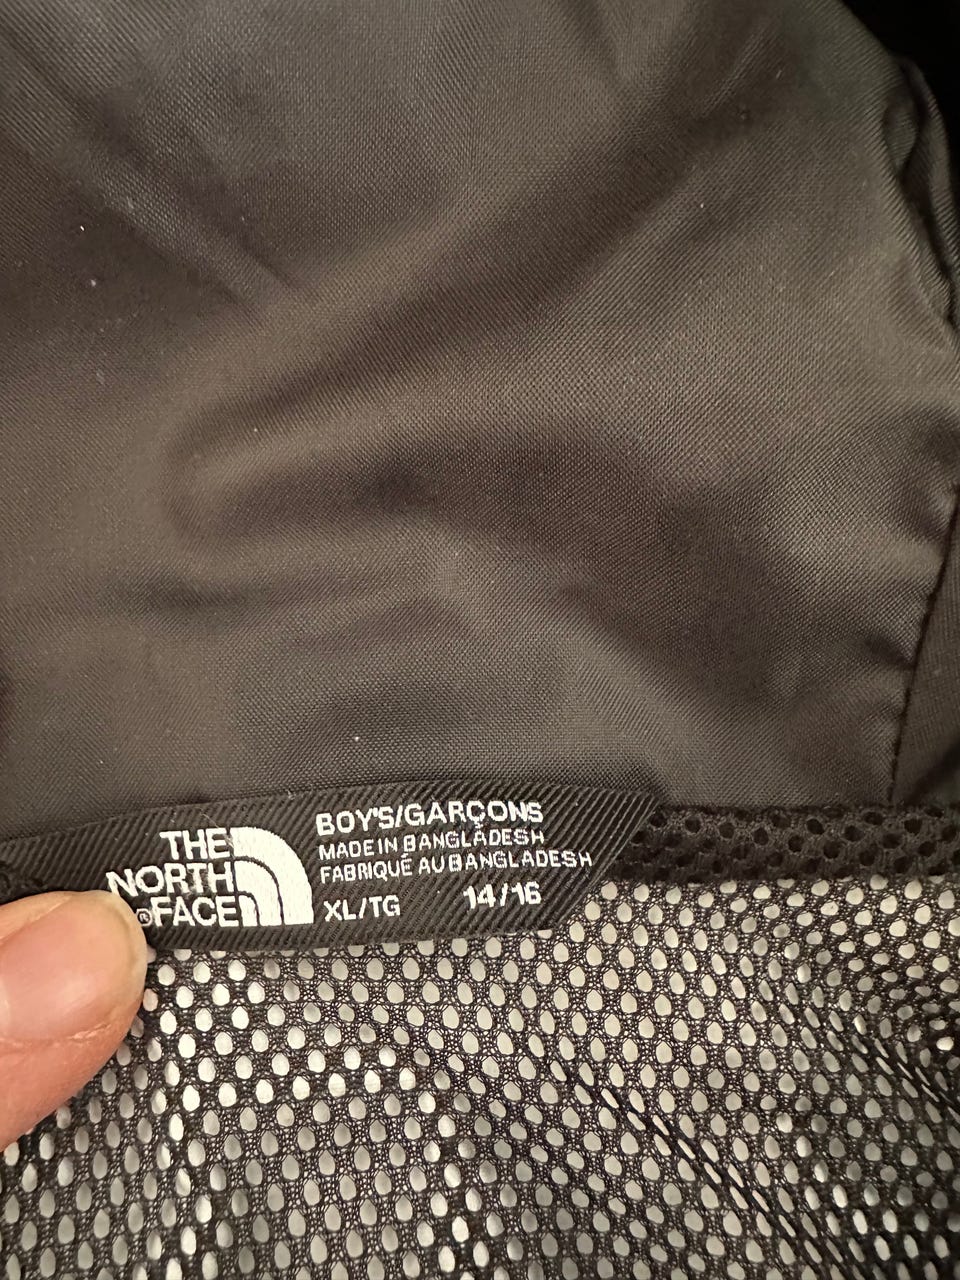 THE
NORTH
®FACE
BOY'S/GARÇONS
MADE IN BANGLADESH
FABRIQUÉ AU BANGLADESH
XL/TG 14/16